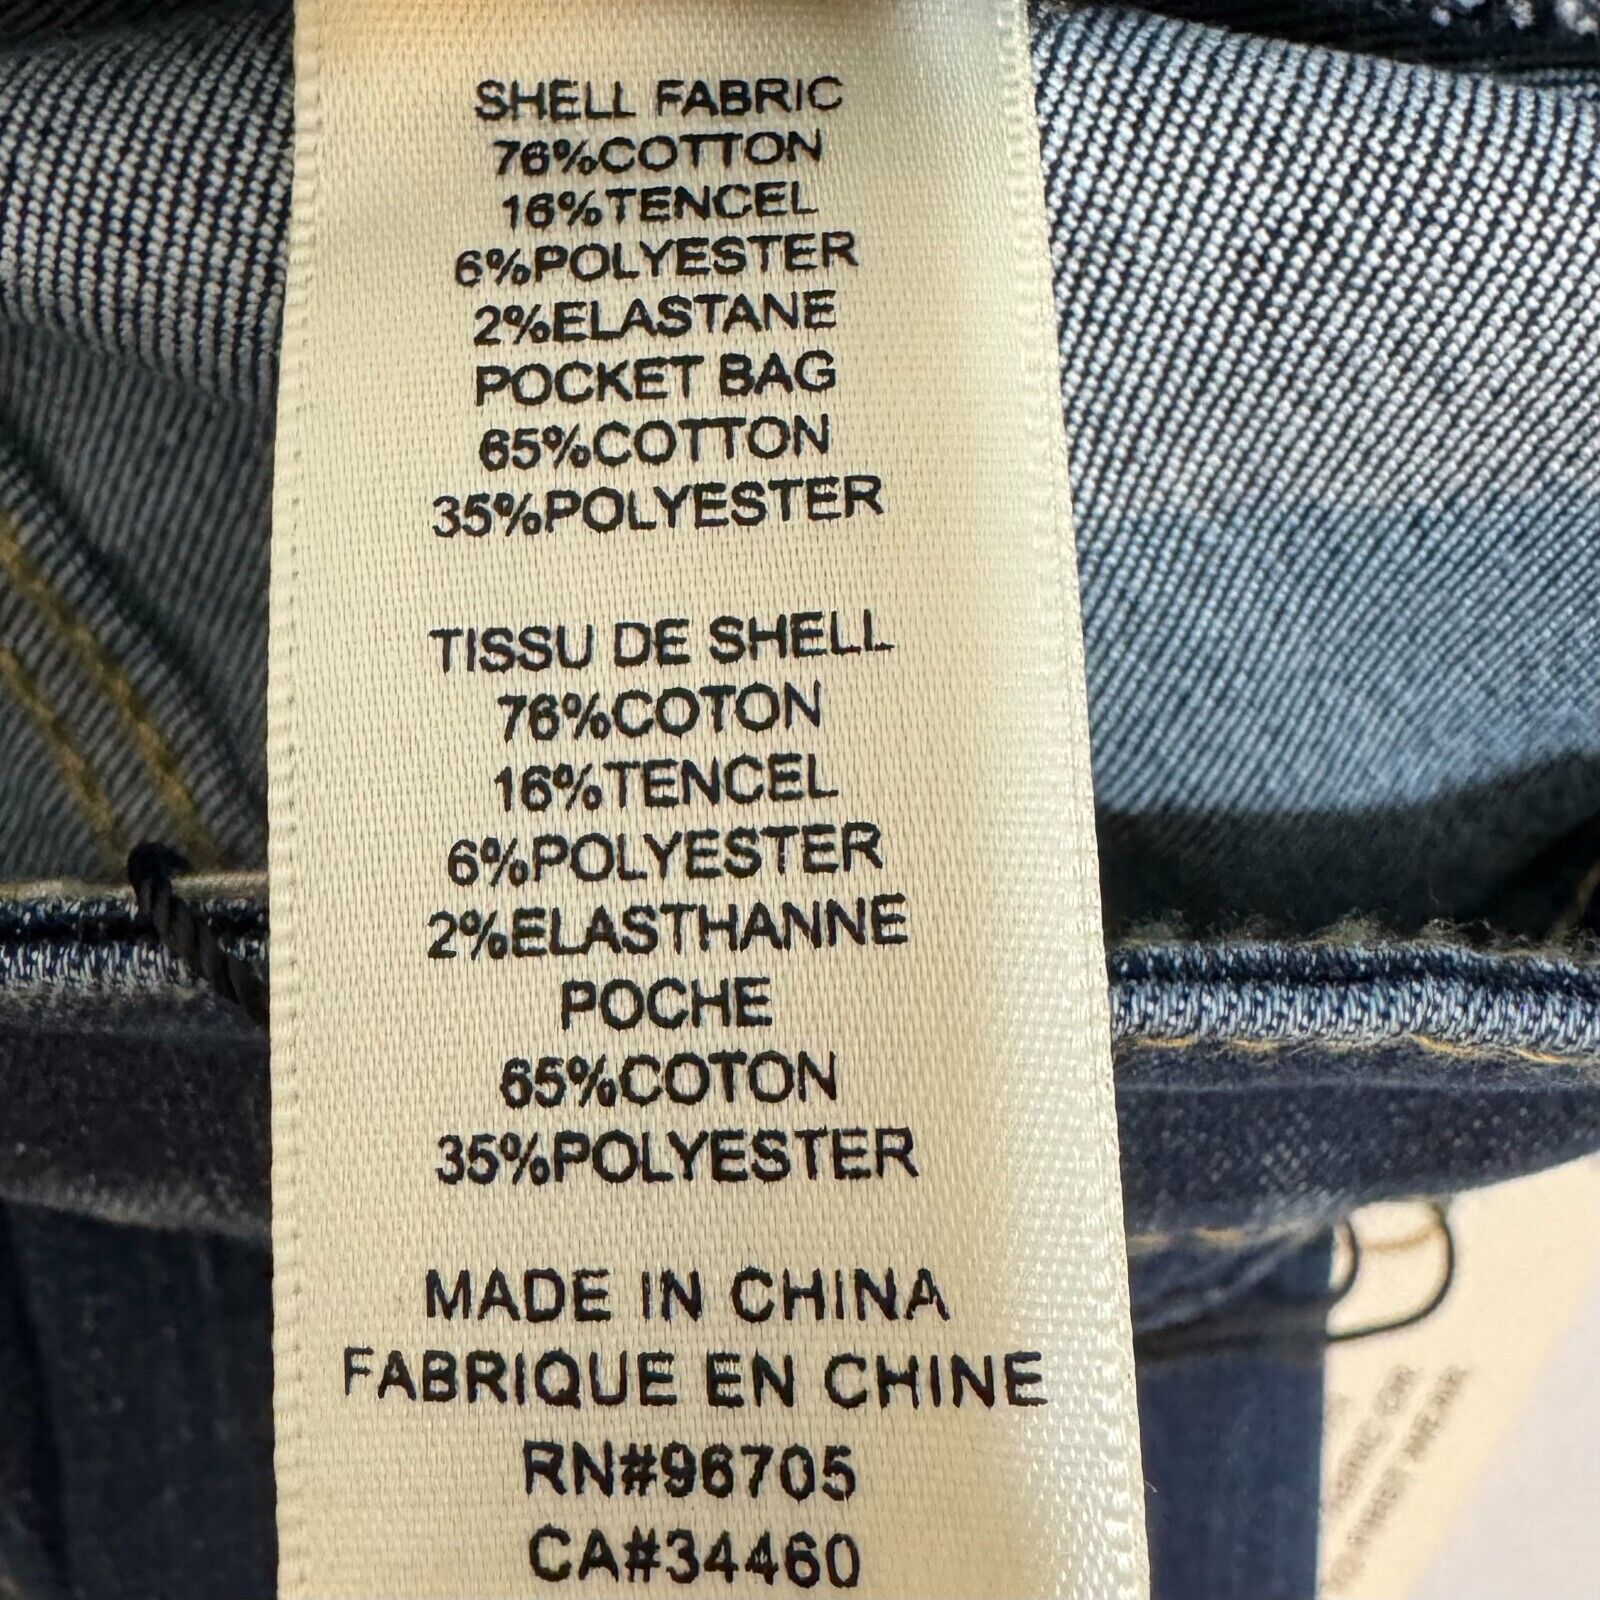 SHELL FABRIC
76%COTTON
16%TENCEL
6%POLYESTER
2%ELASTANE
POCKET BAG
65%COTTON
35%POLYESTER
TISSU DE SHELL
76%COTON
16%TENCEL
6%POLYESTER
2%ELASTHANNE
POCHE
65%COTON
35%POLYESTER
MADE IN CHINA
FABRIQUE EN CHINE
RN#96705
CA#34460